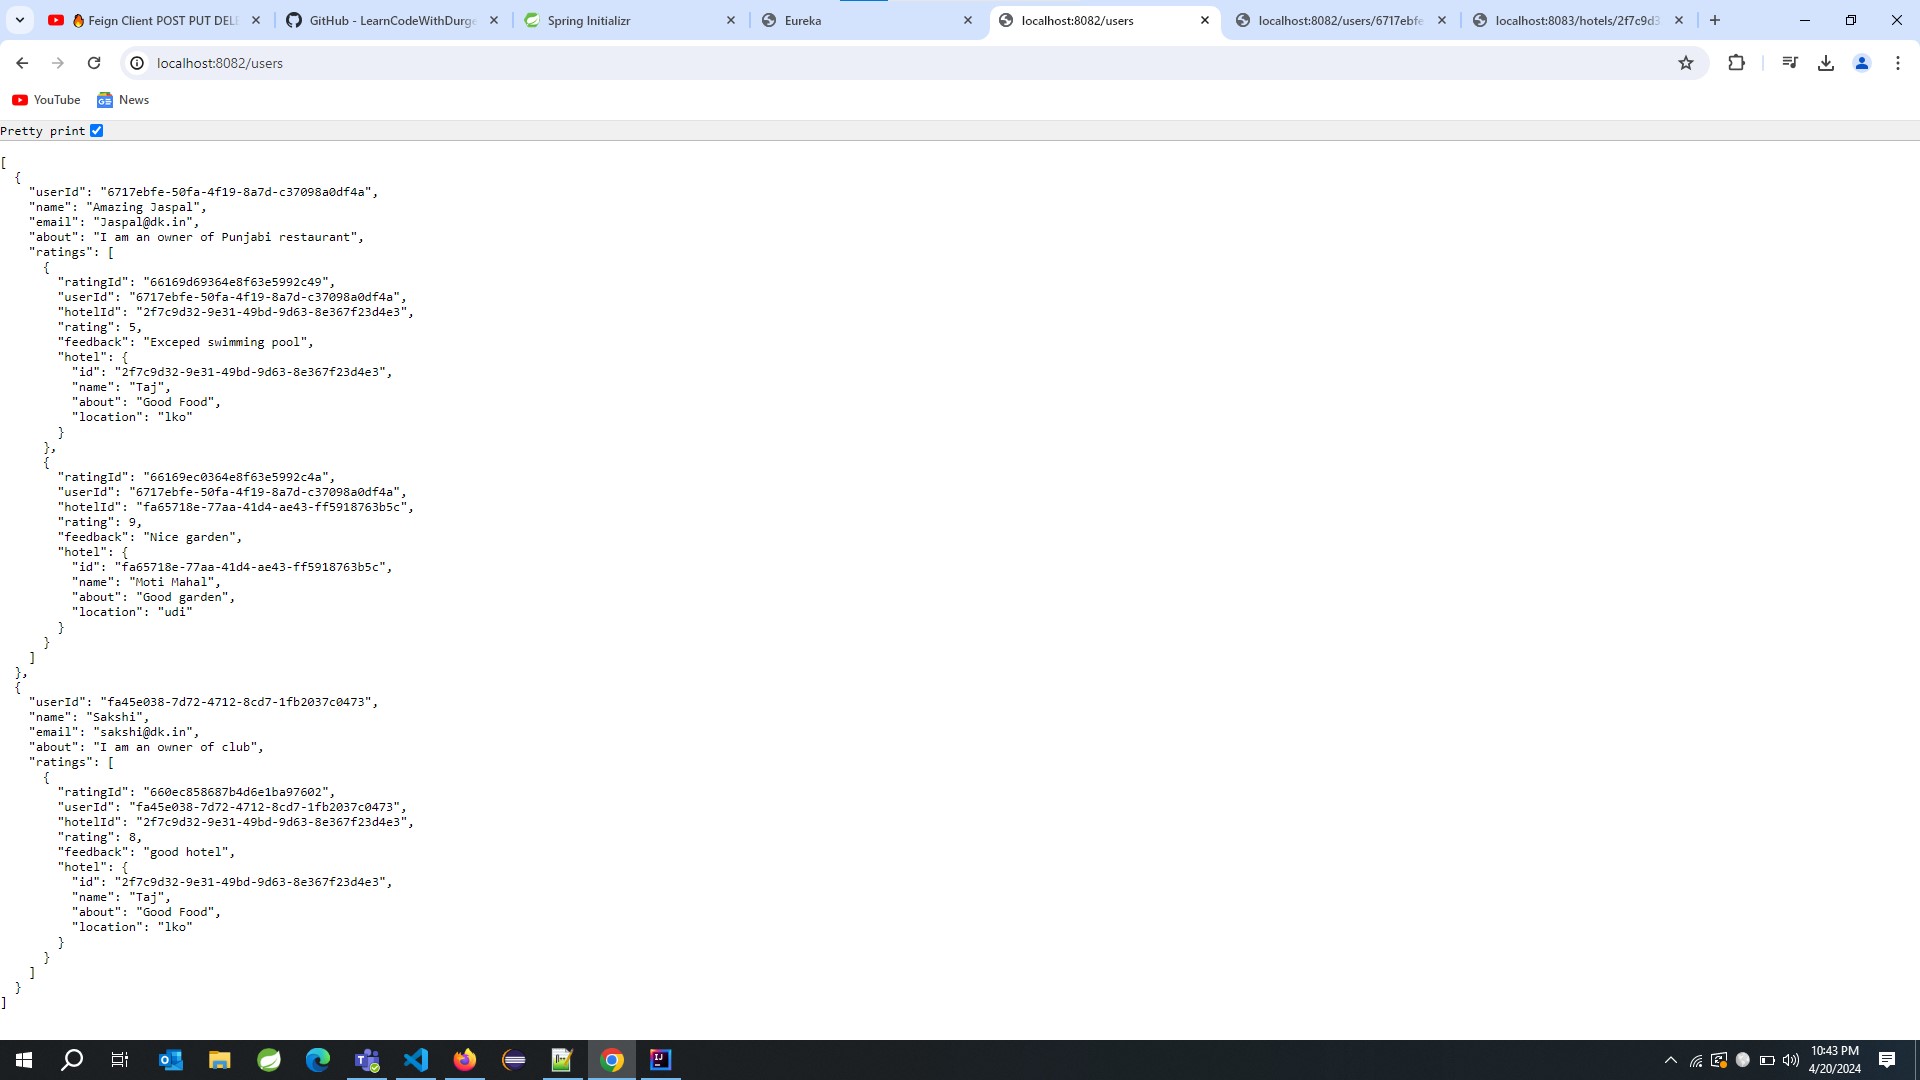 🔥 Feign Client POST PUT DEL
GitHub - LearnCodeWithDurge
Spring Initializr
Eureka
localhost:8082/users
localhost:8082/users/6717ebfe
localhost:8083/hotels/2f7c9d3
localhost:8082/users
YouTube
News
Pretty print
[
  {
    "userId": "6717ebfe-50fa-4f19-8a7d-c37098a0df4a",
    "name": "Amazing Jaspal",
    "email": "Jaspal@dk.in",
    "about": "I am an owner of Punjabi restaurant",
    "ratings": [
      {
        "ratingId": "66169d69364e8f63e5992c49",
        "userId": "6717ebfe-50fa-4f19-8a7d-c37098a0df4a",
        "hotelId": "2f7c9d32-9e31-49bd-9d63-8e367f23d4e3",
        "rating": 5,
        "feedback": "Exceped swimming pool",
        "hotel": {
          "id": "2f7c9d32-9e31-49bd-9d63-8e367f23d4e3",
          "name": "Taj",
          "about": "Good Food",
          "location": "lko"
        }
      },
      {
        "ratingId": "66169ec0364e8f63e5992c4a",
        "userId": "6717ebfe-50fa-4f19-8a7d-c37098a0df4a",
        "hotelId": "fa65718e-77aa-41d4-ae43-ff5918763b5c",
        "rating": 9,
        "feedback": "Nice garden",
        "hotel": {
          "id": "fa65718e-77aa-41d4-ae43-ff5918763b5c",
          "name": "Moti Mahal",
          "about": "Good garden",
          "location": "udi"
        }
      }
    ]
  },
  {
    "userId": "fa45e038-7d72-4712-8cd7-1fb2037c0473",
    "name": "Sakshi",
    "email": "sakshi@dk.in",
    "about": "I am an owner of club",
    "ratings": [
      {
        "ratingId": "660ec858687b4d6e1ba97602",
        "userId": "fa45e038-7d72-4712-8cd7-1fb2037c0473",
        "hotelId": "2f7c9d32-9e31-49bd-9d63-8e367f23d4e3",
        "rating": 8,
        "feedback": "good hotel",
        "hotel": {
          "id": "2f7c9d32-9e31-49bd-9d63-8e367f23d4e3",
          "name": "Taj",
          "about": "Good Food",
          "location": "lko"
        }
      }
    ]
  }
]
10:43 PM
4/20/2024